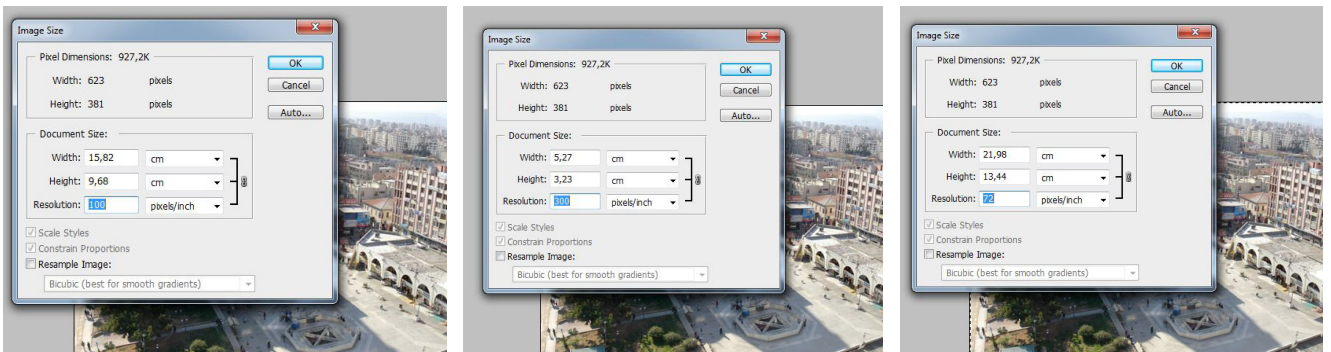 Image Size
Pixel Dimensions: 927,2K
OK
Width: 623 pixels
Cancel
Height: 381 pixels
Auto...
Document Size:
Width: 15,82 cm
Height: 9,68 cm
Resolution: 100 pixels/inch
Scale Styles
Constrain Proportions
Resample Image:
Bicubic (best for smooth gradients)
Image Size
Pixel Dimensions: 927,2K
OK
Width: 623 pixels
Cancel
Height: 381 pixels
Auto...
Document Size:
Width: 5,27 cm
Height: 3,23 cm
Resolution: 300 pixels/inch
Scale Styles
Constrain Proportions
Resample Image:
Bicubic (best for smooth gradients)
Image Size
Pixel Dimensions: 927,2K
OK
Width: 623 pixels
Cancel
Height: 381 pixels
Auto...
Document Size:
Width: 21,98 cm
Height: 13,44 cm
Resolution: 72 pixels/inch
Scale Styles
Constrain Proportions
Resample Image:
Bicubic (best for smooth gradients)